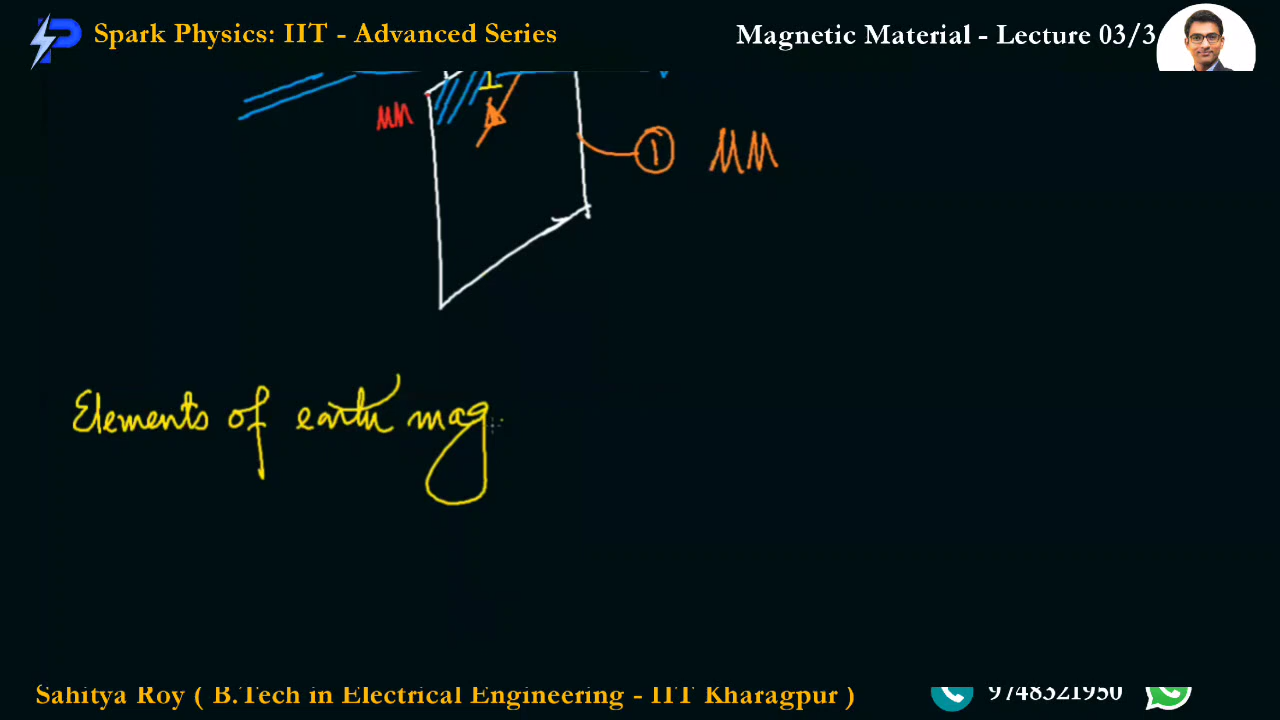 Spark Physics: IIT - Advanced Series
Magnetic Material - Lecture 03/3
MM
1 MM
Elements of earth mag
Sahitya Roy ( B.Tech in Electrical Engineering - IIT Kharagpur )
9748321950